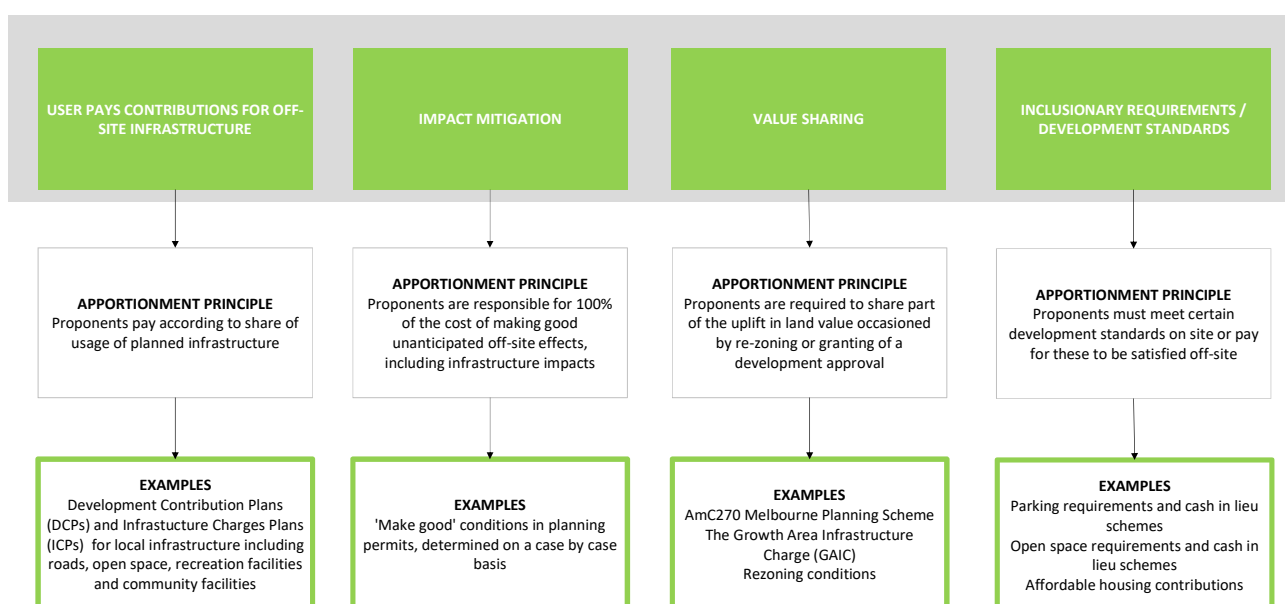 USER PAYS CONTRIBUTIONS FOR OFF-
SITE INFRASTRUCTURE
IMPACT MITIGATION
VALUE SHARING
INCLUSIONARY REQUIREMENTS /
DEVELOPMENT STANDARDS
APPORTIONMENT PRINCIPLE
Proponents pay according to share of
usage of planned infrastructure
APPORTIONMENT PRINCIPLE
Proponents are responsible for 100%
of the cost of making good
unanticipated off-site effects,
including infrastructure impacts
APPORTIONMENT PRINCIPLE
Proponents are required to share part
of the uplift in land value occasioned
by re-zoning or granting of a
development approval
APPORTIONMENT PRINCIPLE
Proponents must meet certain
development standards on site or pay
for these to be satisfied off-site
EXAMPLES
Development Contribution Plans
(DCPs) and Infrastucture Charges Plans
(ICPs) for local infrastructure including
roads, open space, recreation facilities
and community facilities
EXAMPLES
'Make good' conditions in planning
permits, determined on a case by case
basis
EXAMPLES
AmC270 Melbourne Planning Scheme
The Growth Area Infrastructure
Charge (GAIC)
Rezoning conditions
EXAMPLES
Parking requirements and cash in lieu
schemes
Open space requirements and cash in
lieu schemes
Affordable housing contributions